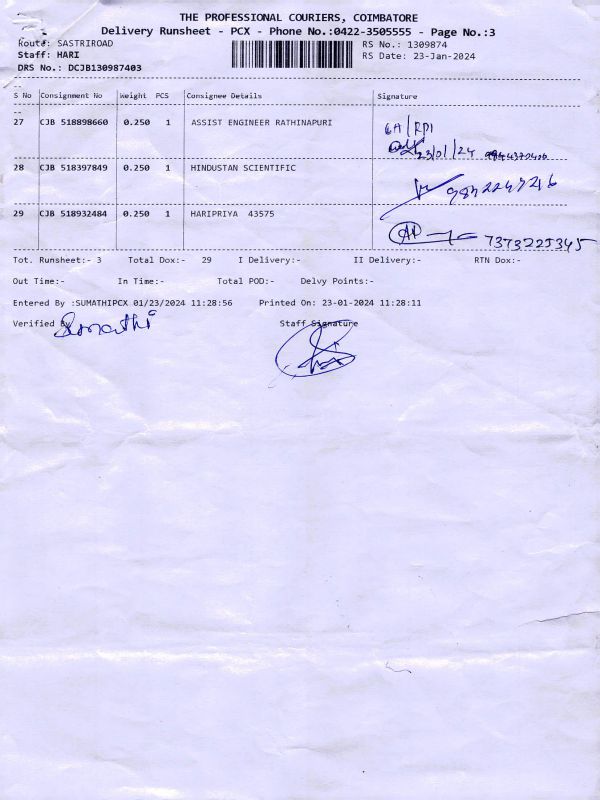 THE PROFESSIONAL COURIERS, COIMBATORE
Delivery Runsheet - PCX - Phone No.:0422-3505555 - Page No.:3
Route: SASTRIROAD
RS No.: 1309874
Staff: HARI
RS Date: 23-Jan-2024
DRS No.: DCJB130987403
S No Consignment No Weight PCS Consignee Details Signature
27 CJB 518898660 0.250 1 ASSIST ENGINEER RATHINAPURI
23/01/24
28 CJB 518397849 0.250 1 HINDUSTAN SCIENTIFIC
29 CJB 518932484 0.250 1 HARIPRIYA 43575
7373225345
Tot. Runsheet:- 3 Total Dox:- 29 I Delivery:- II Delivery:- RTN Dox:-
Out Time:- In Time:- Total POD:- Delvy Points:-
Entered By :SUMATHIPCX 01/23/2024 11:28:56 Printed On: 23-01-2024 11:28:11
Verified By Staff Signature
Sumathi